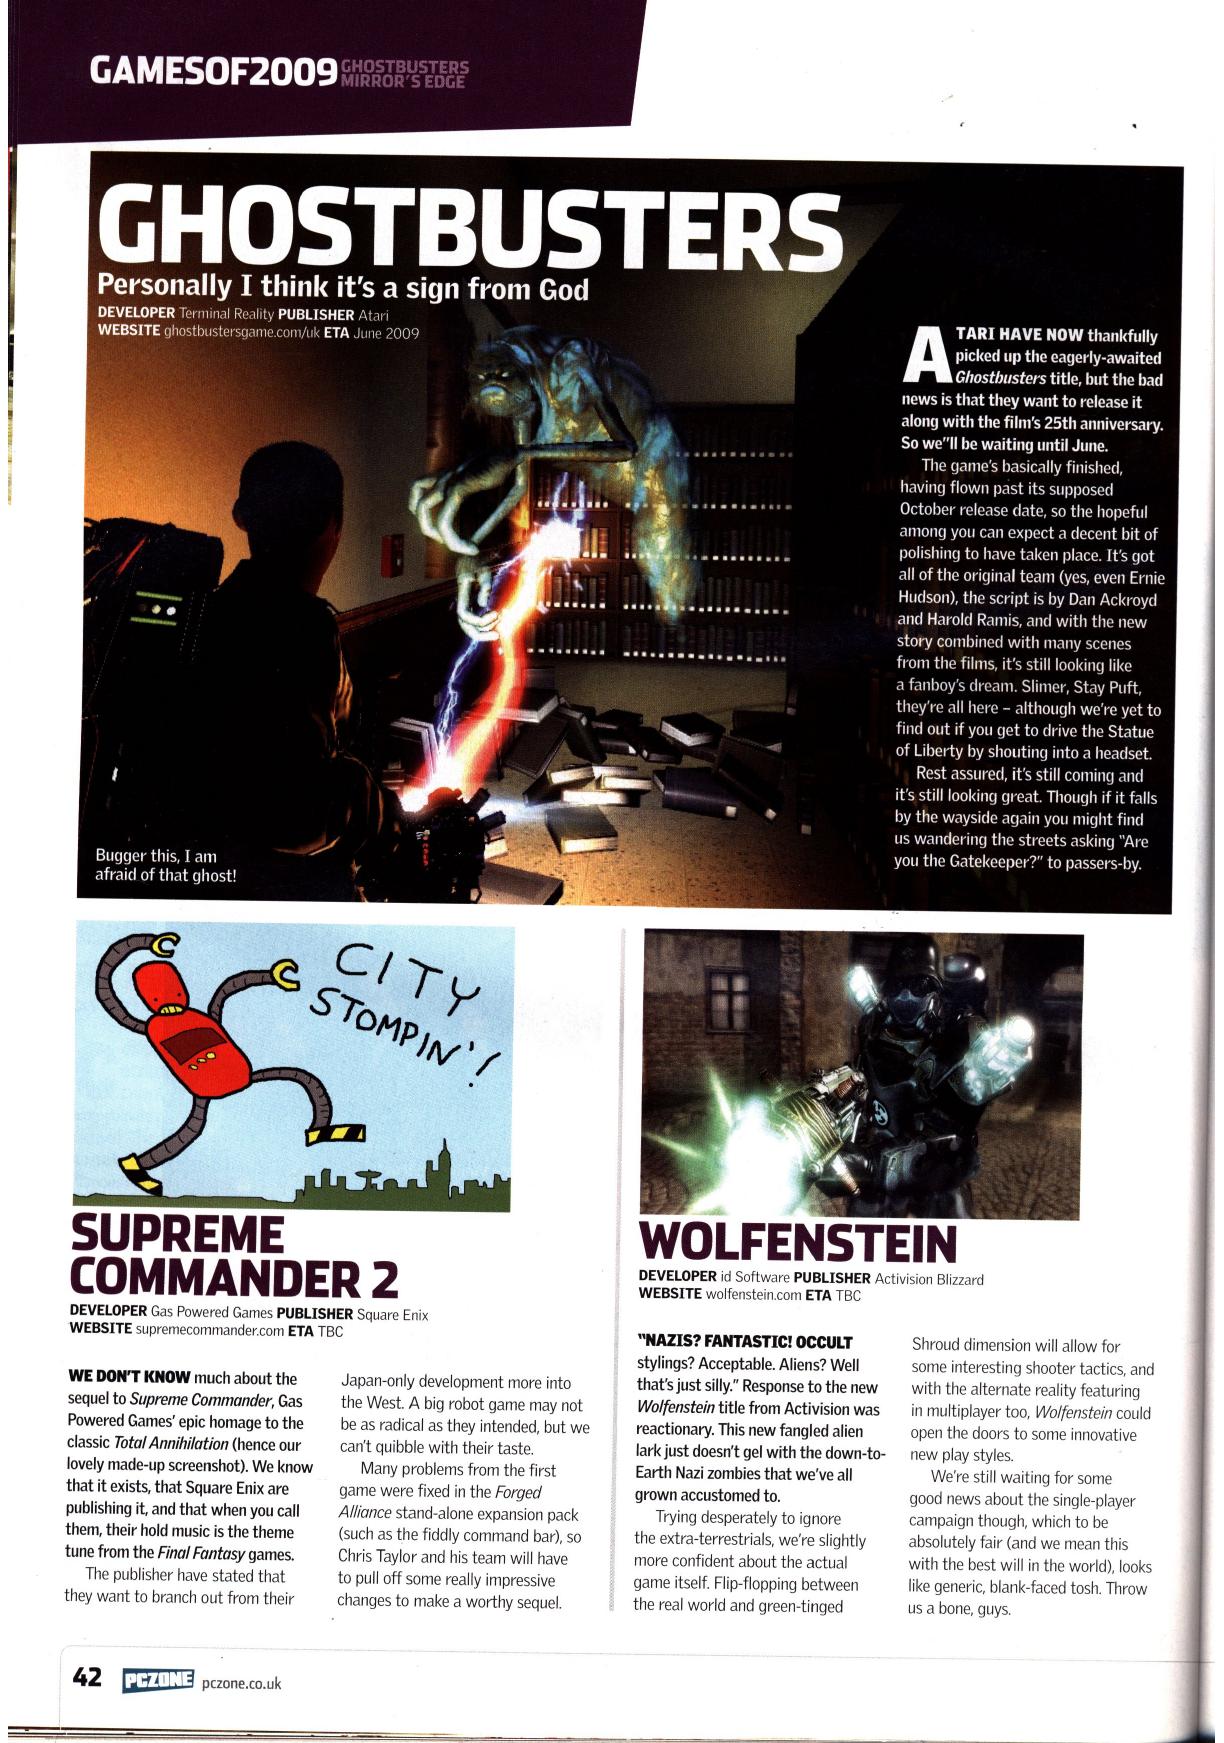 GAMESOF2009 GHOSTBUSTERS
MIRROR'S EDGE
GHOSTBUSTERS
Personally I think it's a sign from God
DEVELOPER Terminal Reality PUBLISHER Atari
WEBSITE ghostbustersgame.com/uk ETA June 2009
ATARI HAVE NOW thankfully
picked up the eagerly-awaited
Ghostbusters title, but the bad
news is that they want to release it
along with the film's 25th anniversary.
So we"ll be waiting until June.
The game's basically finished,
having flown past its supposed
October release date, so the hopeful
among you can expect a decent bit of
polishing to have taken place. It's got
all of the original team (yes, even Ernie
Hudson), the script is by Dan Ackroyd
and Harold Ramis, and with the new
story combined with many scenes
from the films, it's still looking like
a fanboy's dream. Slimer, Stay Puft,
they're all here – although we're yet to
find out if you get to drive the Statue
of Liberty by shouting into a headset.
Rest assured, it's still coming and
it's still looking great. Though if it falls
by the wayside again you might find
us wandering the streets asking "Are
you the Gatekeeper?" to passers-by.
Bugger this, I am
afraid of that ghost!
CITY
STOMPIN'!
SUPREME
COMMANDER 2
DEVELOPER Gas Powered Games PUBLISHER Square Enix
WEBSITE supremecommander.com ETA TBC
WE DON'T KNOW much about the
sequel to Supreme Commander, Gas
Powered Games' epic homage to the
classic Total Annihilation (hence our
lovely made-up screenshot). We know
that it exists, that Square Enix are
publishing it, and that when you call
them, their hold music is the theme
tune from the Final Fantasy games.
The publisher have stated that
they want to branch out from their
Japan-only development more into
the West. A big robot game may not
be as radical as they intended, but we
can't quibble with their taste.
Many problems from the first
game were fixed in the Forged
Alliance stand-alone expansion pack
(such as the fiddly command bar), so
Chris Taylor and his team will have
to pull off some really impressive
changes to make a worthy sequel.
WOLFENSTEIN
DEVELOPER id Software PUBLISHER Activision Blizzard
WEBSITE wolfenstein.com ETA TBC
"NAZIS? FANTASTIC! OCCULT
stylings? Acceptable. Aliens? Well
that's just silly." Response to the new
Wolfenstein title from Activision was
reactionary. This new fangled alien
lark just doesn't gel with the down-to-
Earth Nazi zombies that we've all
grown accustomed to.
Trying desperately to ignore
the extra-terrestrials, we're slightly
more confident about the actual
game itself. Flip-flopping between
the real world and green-tinged
Shroud dimension will allow for
some interesting shooter tactics, and
with the alternate reality featuring
in multiplayer too, Wolfenstein could
open the doors to some innovative
new play styles.
We're still waiting for some
good news about the single-player
campaign though, which to be
absolutely fair (and we mean this
with the best will in the world), looks
like generic, blank-faced tosh. Throw
us a bone, guys.
42 PCZONE pczone.co.uk